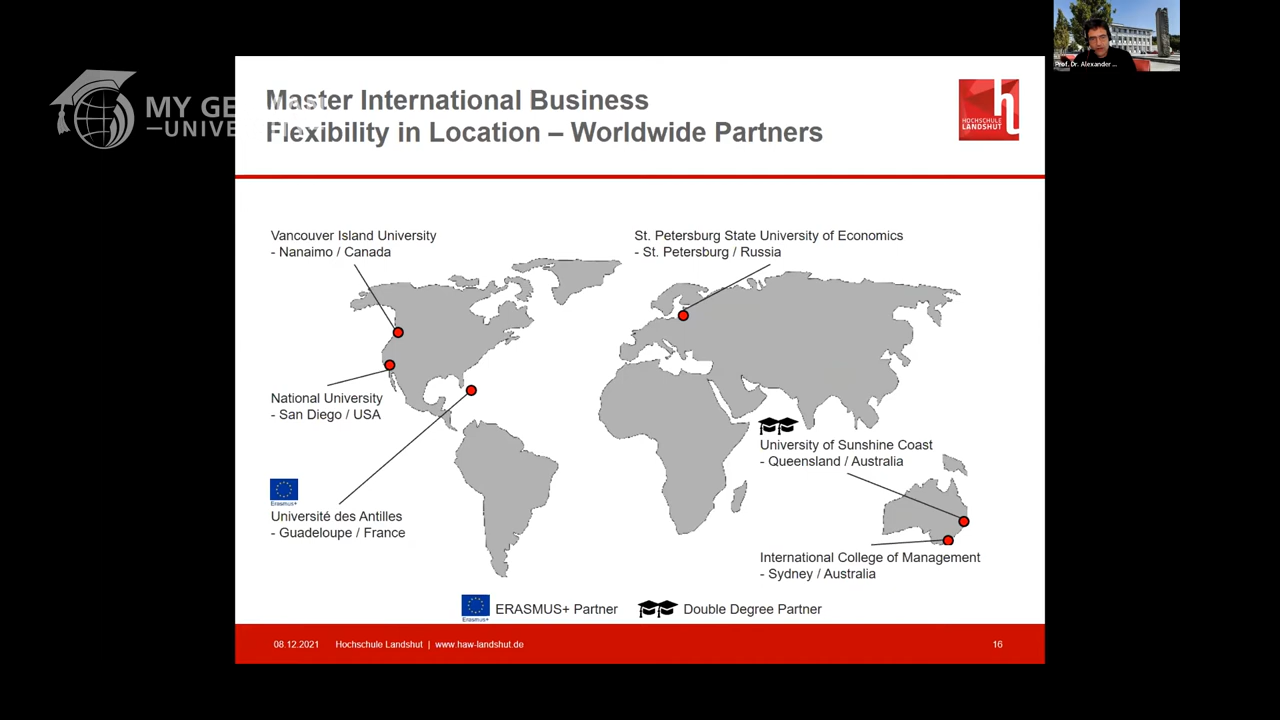 MY GE
—UNIVE
Master International Business
Flexibility in Location – Worldwide Partners
HOCHSCHULE
LANDSHUT
Prof. Dr. Alexander ...
Vancouver Island University
- Nanaimo / Canada
St. Petersburg State University of Economics
- St. Petersburg / Russia
National University
- San Diego / USA
University of Sunshine Coast
- Queensland / Australia
Erasmus+
Université des Antilles
- Guadeloupe / France
International College of Management
- Sydney / Australia
Erasmus+
ERASMUS+ Partner
Double Degree Partner
08.12.2021 Hochschule Landshut | www.haw-landshut.de 16